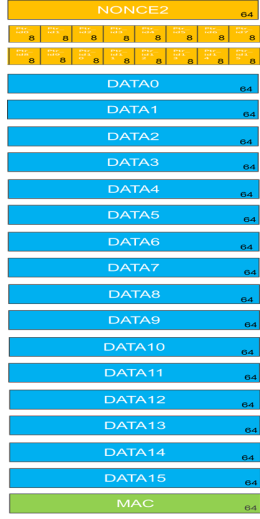 NONCE2 64
8 8 8 8 8 8 8 8
8 8 8 8 8 8 8 8
DATA0 64
DATA1 64
DATA2 64
DATA3 64
DATA4 64
DATA5 64
DATA6 64
DATA7 64
DATA8 64
DATA9 64
DATA10 64
DATA11 64
DATA12 64
DATA13 64
DATA14 64
DATA15 64
MAC 64